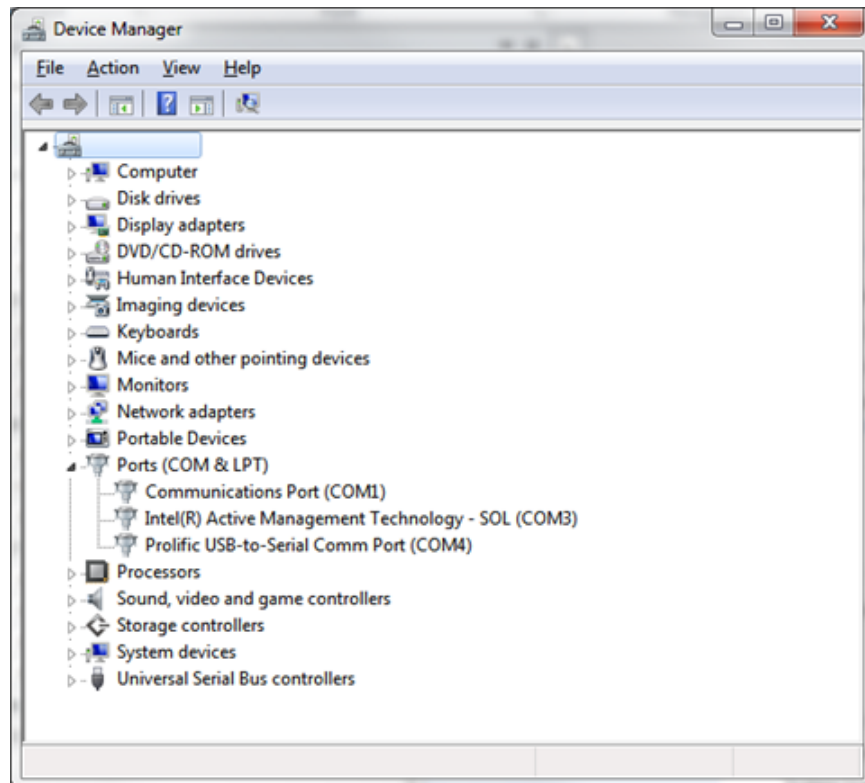 Device Manager
File Action View Help
Computer
Disk drives
Display adapters
DVD/CD-ROM drives
Human Interface Devices
Imaging devices
Keyboards
Mice and other pointing devices
Monitors
Network adapters
Portable Devices
Ports (COM & LPT)
Communications Port (COM1)
Intel(R) Active Management Technology - SOL (COM3)
Prolific USB-to-Serial Comm Port (COM4)
Processors
Sound, video and game controllers
Storage controllers
System devices
Universal Serial Bus controllers